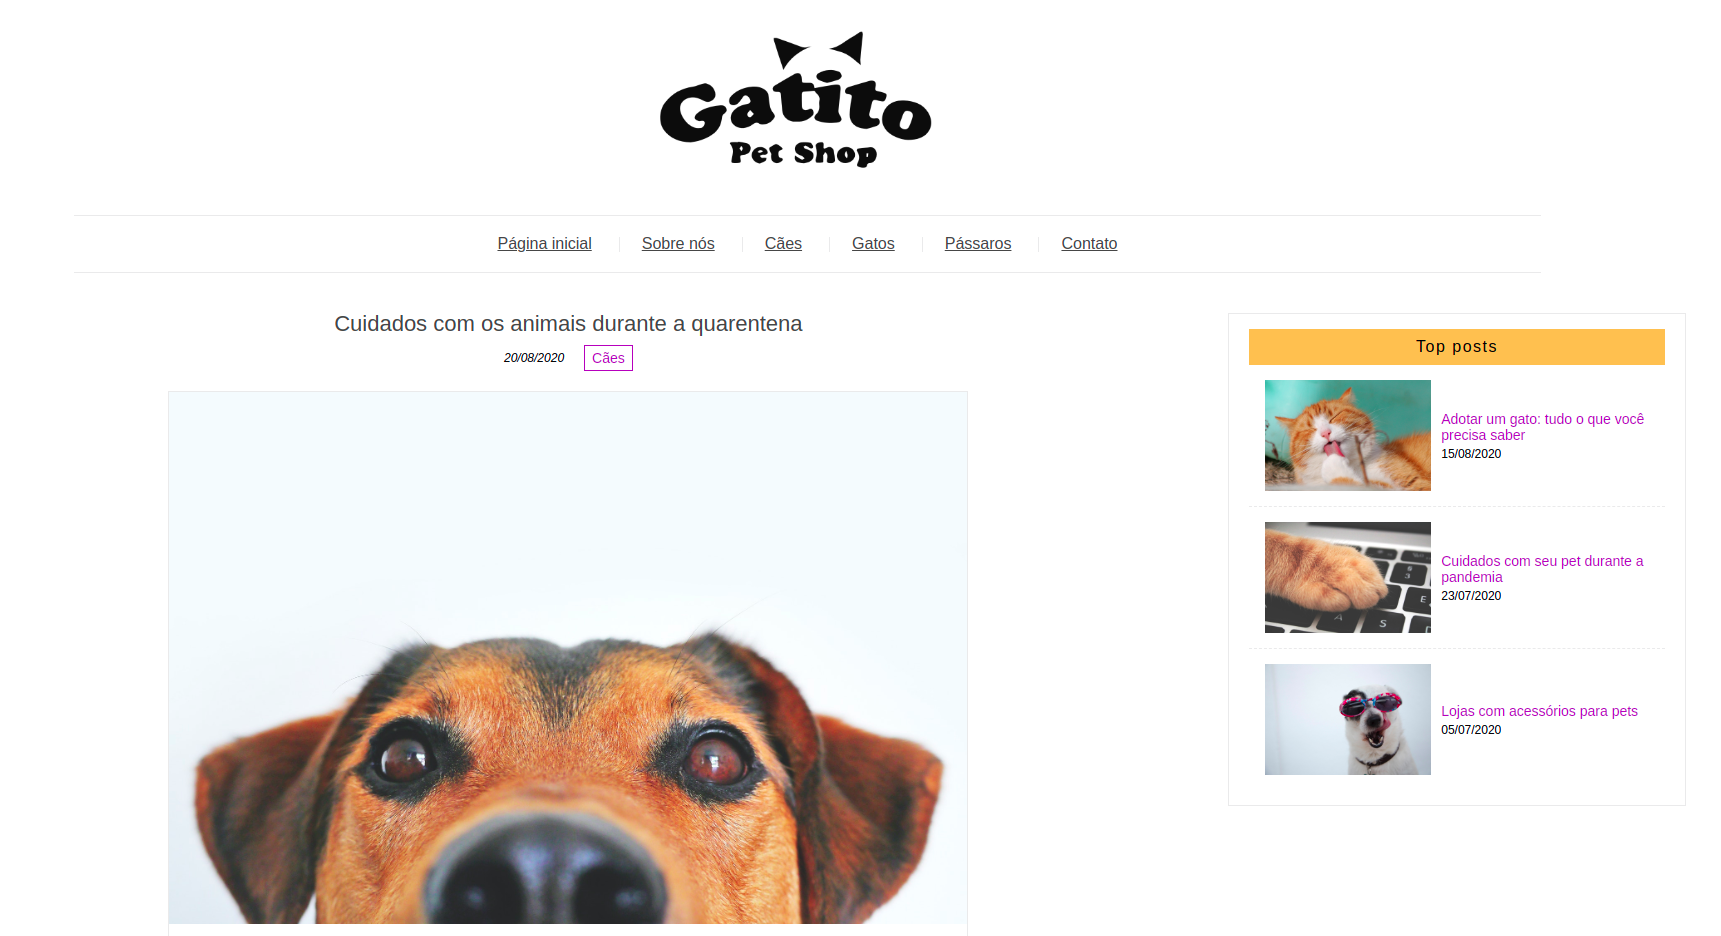 Gatito
Pet Shop
Página inicial
Sobre nós
Cães
Gatos
Pássaros
Contato
Cuidados com os animais durante a quarentena
20/08/2020
Cães
Top posts
Adotar um gato: tudo o que você
precisa saber
15/08/2020
Cuidados com seu pet durante a
pandemia
23/07/2020
Lojas com acessórios para pets
05/07/2020